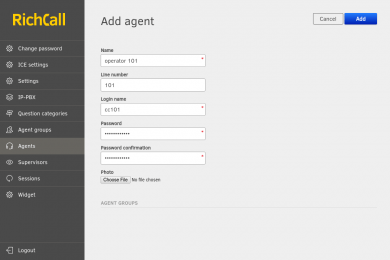 RichCall
Change password
ICE settings
Settings
IP-PBX
Question categories
Agent groups
Agents
Supervisors
Sessions
Widget
Logout
Add agent
Cancel
Add
Name
operator 101
*
Line number
101
Login name
cc101
*
Password
••••••••••••
*
Password confirmation
••••••••••••
*
Photo
Choose File No file chosen
AGENT GROUPS